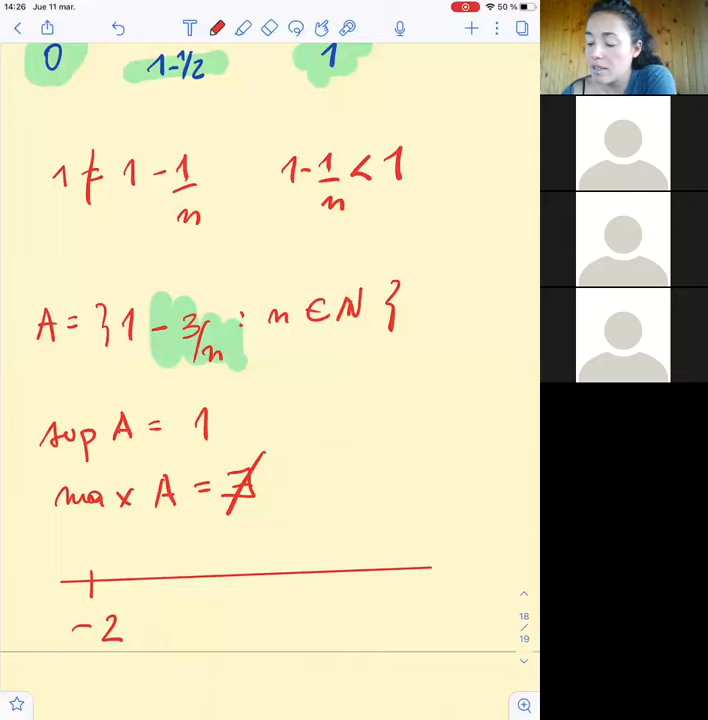 14:26 Jue 11 mar.
50 %
T
0 1-1/2 1
1 ≠ 1 - 1/n 1 - 1/n < 1
A = } 1 - 3/n : n ∈ N {
sup A = 1
max A = ∄
-2
18
/
19